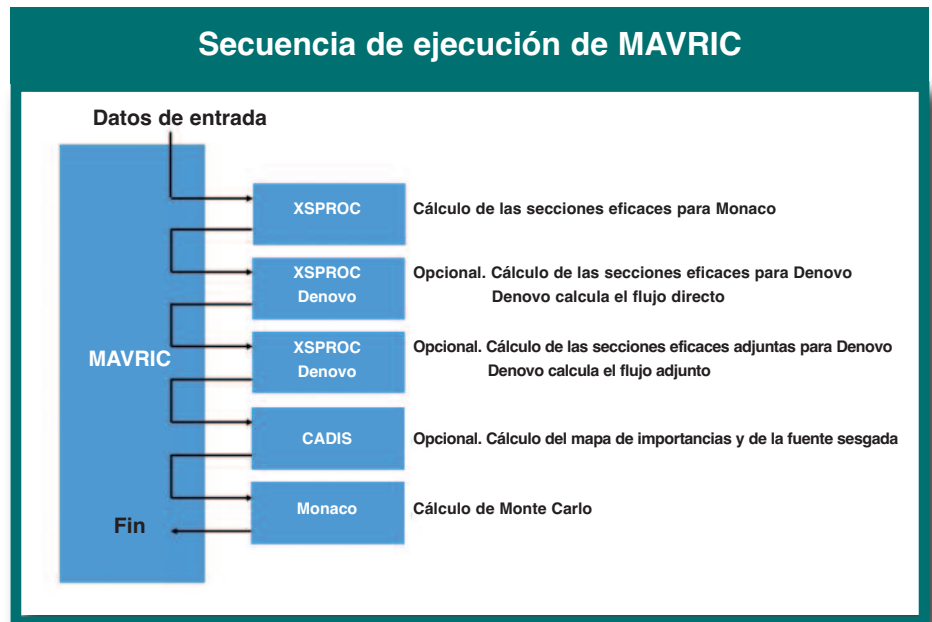 Secuencia de ejecución de MAVRIC
Datos de entrada
XSPROC
Cálculo de las secciones eficaces para Monaco
XSPROC
Denovo
Opcional. Cálculo de las secciones eficaces para Denovo
Denovo calcula el flujo directo
MAVRIC
XSPROC
Denovo
Opcional. Cálculo de las secciones eficaces adjuntas para Denovo
Denovo calcula el flujo adjunto
CADIS
Opcional. Cálculo del mapa de importancias y de la fuente sesgada
Monaco
Cálculo de Monte Carlo
Fin